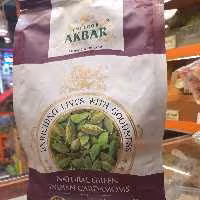 AKBAR
ENRICHING LIVES WITH GOODNESS
NATURAL GREEN
INDIAN CARDAMOMS